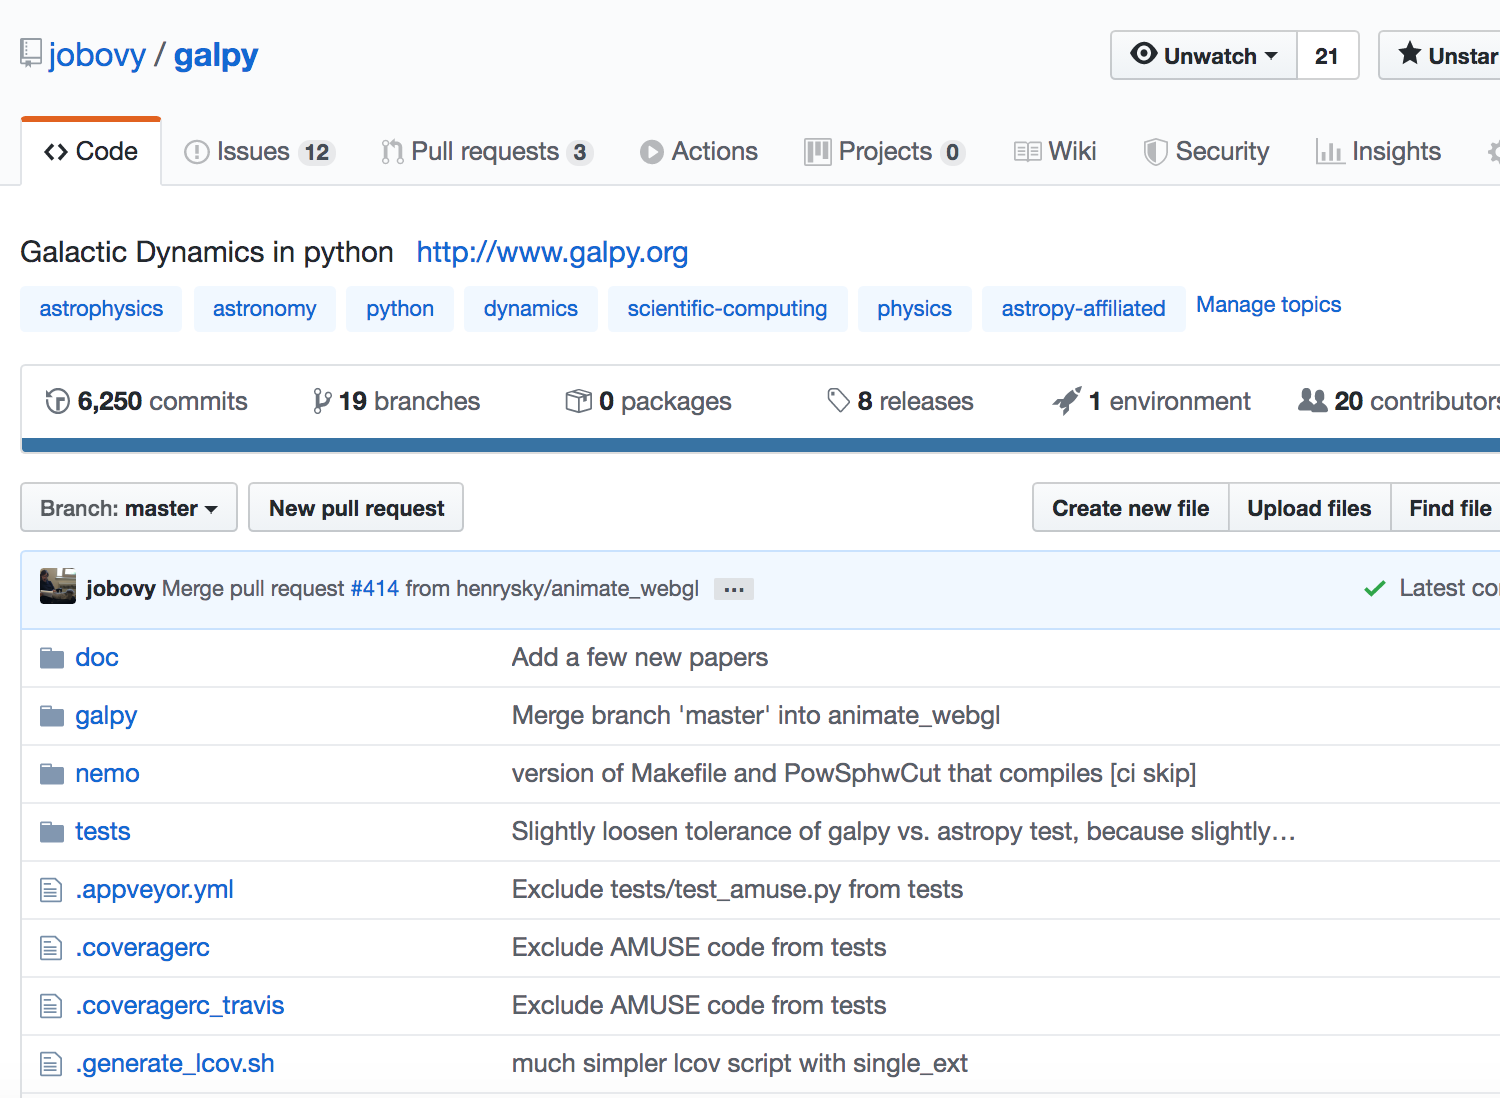 jobovy / galpy Unwatch 21 Unstar
Code Issues 12 Pull requests 3 Actions Projects 0 Wiki Security Insights
Galactic Dynamics in python http://www.galpy.org
astrophysics astronomy python dynamics scientific-computing physics astropy-affiliated Manage topics
6,250 commits 19 branches 0 packages 8 releases 1 environment 20 contributors
Branch: master New pull request Create new file Upload files Find file
jobovy Merge pull request #414 from henrysky/animate_webgl ... Latest
doc Add a few new papers
galpy Merge branch 'master' into animate_webgl
nemo version of Makefile and PowSphwCut that compiles [ci skip]
tests Slightly loosen tolerance of galpy vs. astropy test, because slightly…
.appveyor.yml Exclude tests/test_amuse.py from tests
.coveragerc Exclude AMUSE code from tests
.coveragerc_travis Exclude AMUSE code from tests
.generate_lcov.sh much simpler lcov script with single_ext